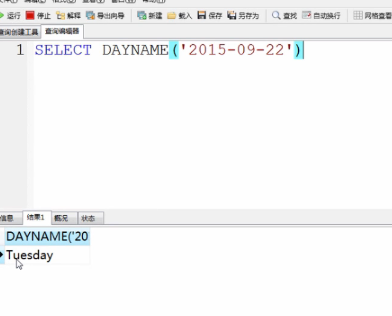 运行 停止 解释 导出向导 新建 载入 保存 另存为 查找 自动换行 网格查看
查询创建工具 查询编辑器
1 SELECT DAYNAME('2015-09-22')
信息 结果1 概况 状态
DAYNAME('20
Tuesday